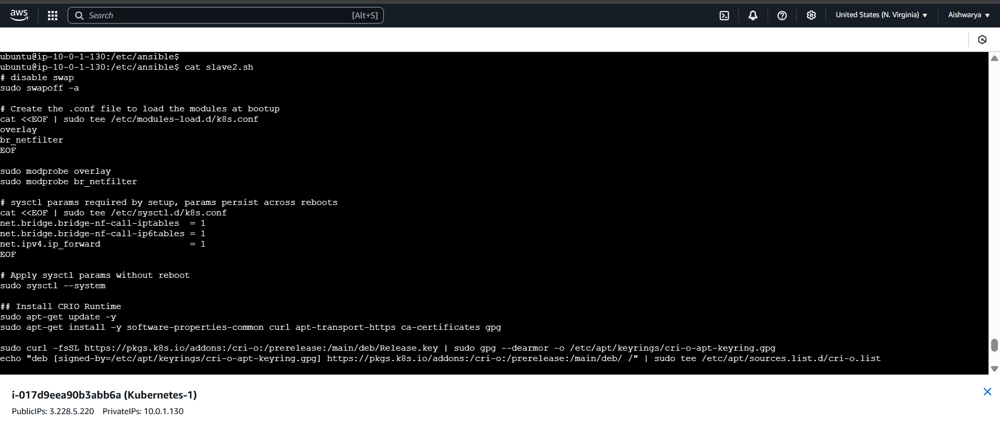 aws
Search [Alt+S]
United States (N. Virginia)
Aishwarya
ubuntu@ip-10-0-1-130:/etc/ansible$
ubuntu@ip-10-0-1-130:/etc/ansible$ cat slave2.sh
# disable swap
sudo swapoff -a
# Create the .conf file to load the modules at bootup
cat <<EOF | sudo tee /etc/modules-load.d/k8s.conf
overlay
br_netfilter
EOF
sudo modprobe overlay
sudo modprobe br_netfilter
# sysctl params required by setup, params persist across reboots
cat <<EOF | sudo tee /etc/sysctl.d/k8s.conf
net.bridge.bridge-nf-call-iptables  = 1
net.bridge.bridge-nf-call-ip6tables = 1
net.ipv4.ip_forward                 = 1
EOF
# Apply sysctl params without reboot
sudo sysctl --system
## Install CRIO Runtime
sudo apt-get update -y
sudo apt-get install -y software-properties-common curl apt-transport-https ca-certificates gpg
sudo curl -fsSL https://pkgs.k8s.io/addons:/cri-o:/prerelease:/main/deb/Release.key | sudo gpg --dearmor -o /etc/apt/keyrings/cri-o-apt-keyring.gpg
echo "deb [signed-by=/etc/apt/keyrings/cri-o-apt-keyring.gpg] https://pkgs.k8s.io/addons:/cri-o:/prerelease:/main/deb/ /" | sudo tee /etc/apt/sources.list.d/cri-o.list
i-017d9eea90b3abb6a (Kubernetes-1)
PublicIPs: 3.228.5.220 PrivateIPs: 10.0.1.130